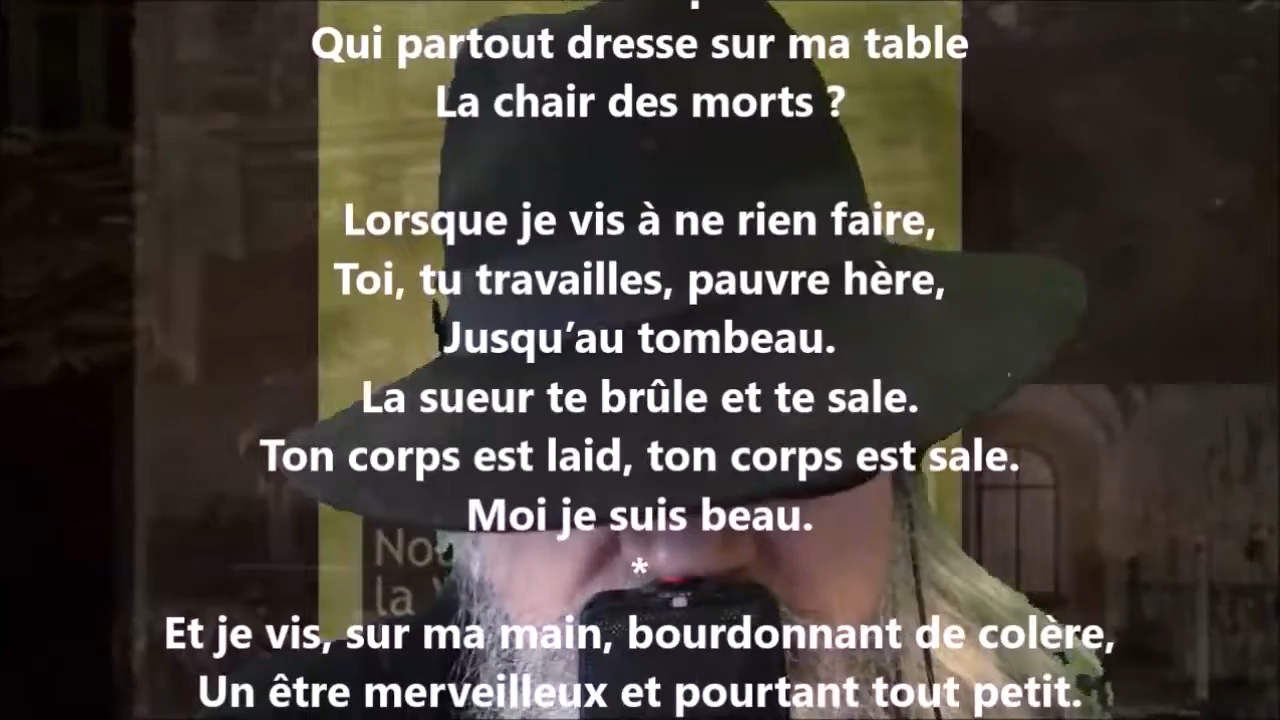 Qui partout dresse sur ma table
La chair des morts ?
Lorsque je vis à ne rien faire,
Toi, tu travailles, pauvre hère,
Jusqu’au tombeau.
La sueur te brûle et te sale.
Ton corps est laid, ton corps est sale.
Moi je suis beau.
*
Et je vis, sur ma main, bourdonnant de colère,
Un être merveilleux et pourtant tout petit.
No
la